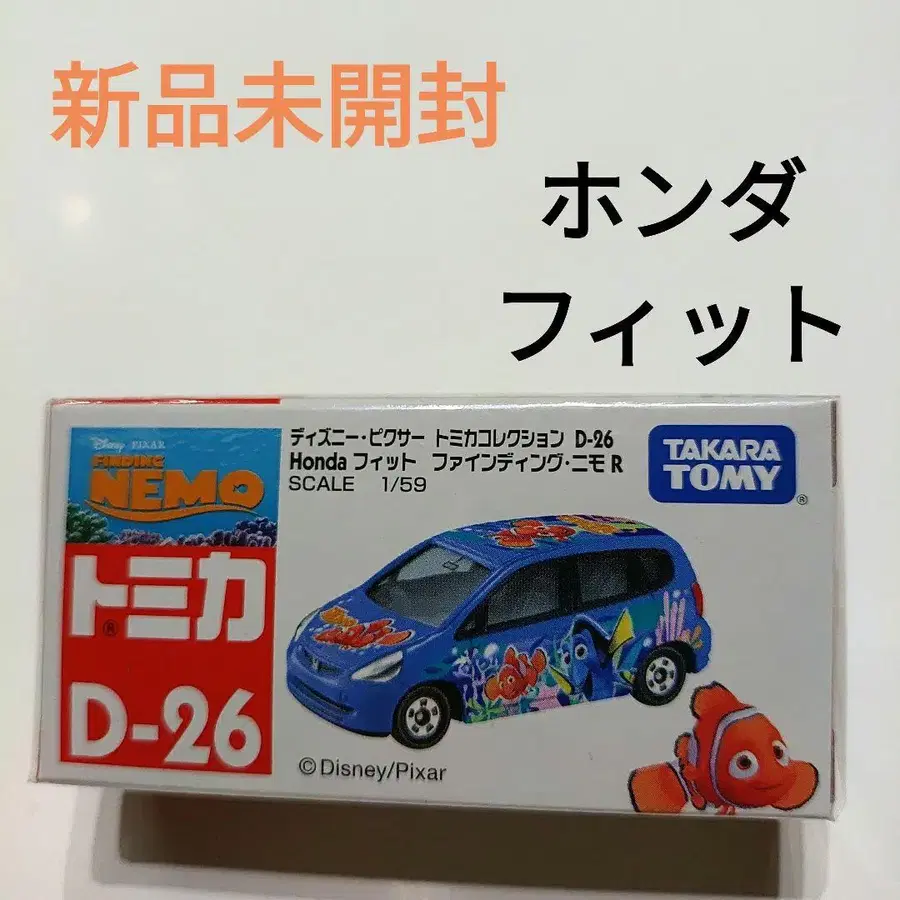 新品未開封
ホンダ
フィット
Disney PIXAR
FINDING
NEMO
トミカ®
D-26
ディズニー・ピクサー トミカコレクション D-26
Honda フィット ファインディング・ニモ R
SCALE 1/59
TAKARA
TOMY®
©Disney/Pixar